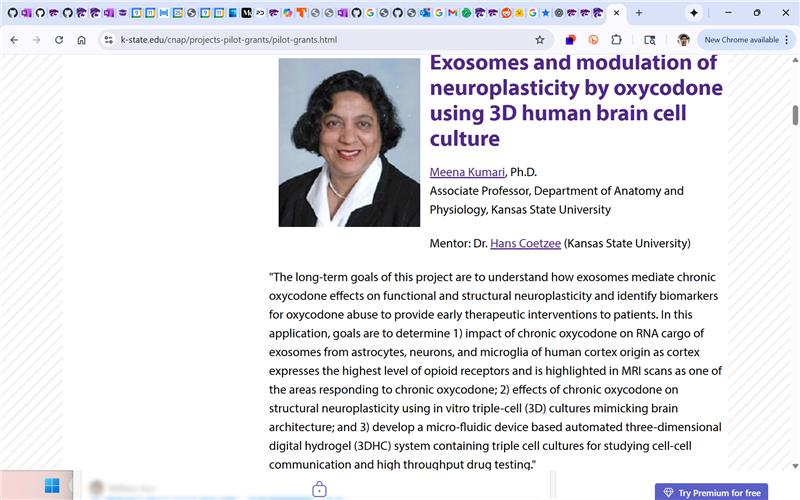 New Chrome available
k-state.edu/cnap/projects-pilot-grants/pilot-grants.html
Exosomes and modulation of
neuroplasticity by oxycodone
using 3D human brain cell
culture
Meena Kumari, Ph.D.
Associate Professor, Department of Anatomy and
Physiology, Kansas State University
Mentor: Dr. Hans Coetzee (Kansas State University)
"The long-term goals of this project are to understand how exosomes mediate chronic
oxycodone effects on functional and structural neuroplasticity and identify biomarkers
for oxycodone abuse to provide early therapeutic interventions to patients. In this
application, goals are to determine 1) impact of chronic oxycodone on RNA cargo of
exosomes from astrocytes, neurons, and microglia of human cortex origin as cortex
expresses the highest level of opioid receptors and is highlighted in MRI scans as one of
the areas responding to chronic oxycodone; 2) effects of chronic oxycodone on
structural neuroplasticity using in vitro triple-cell (3D) cultures mimicking brain
architecture; and 3) develop a micro-fluidic device based automated three-dimensional
digital hydrogel (3DHC) system containing triple cell cultures for studying cell-cell
communication and high throughput drug testing."
Try Premium for free